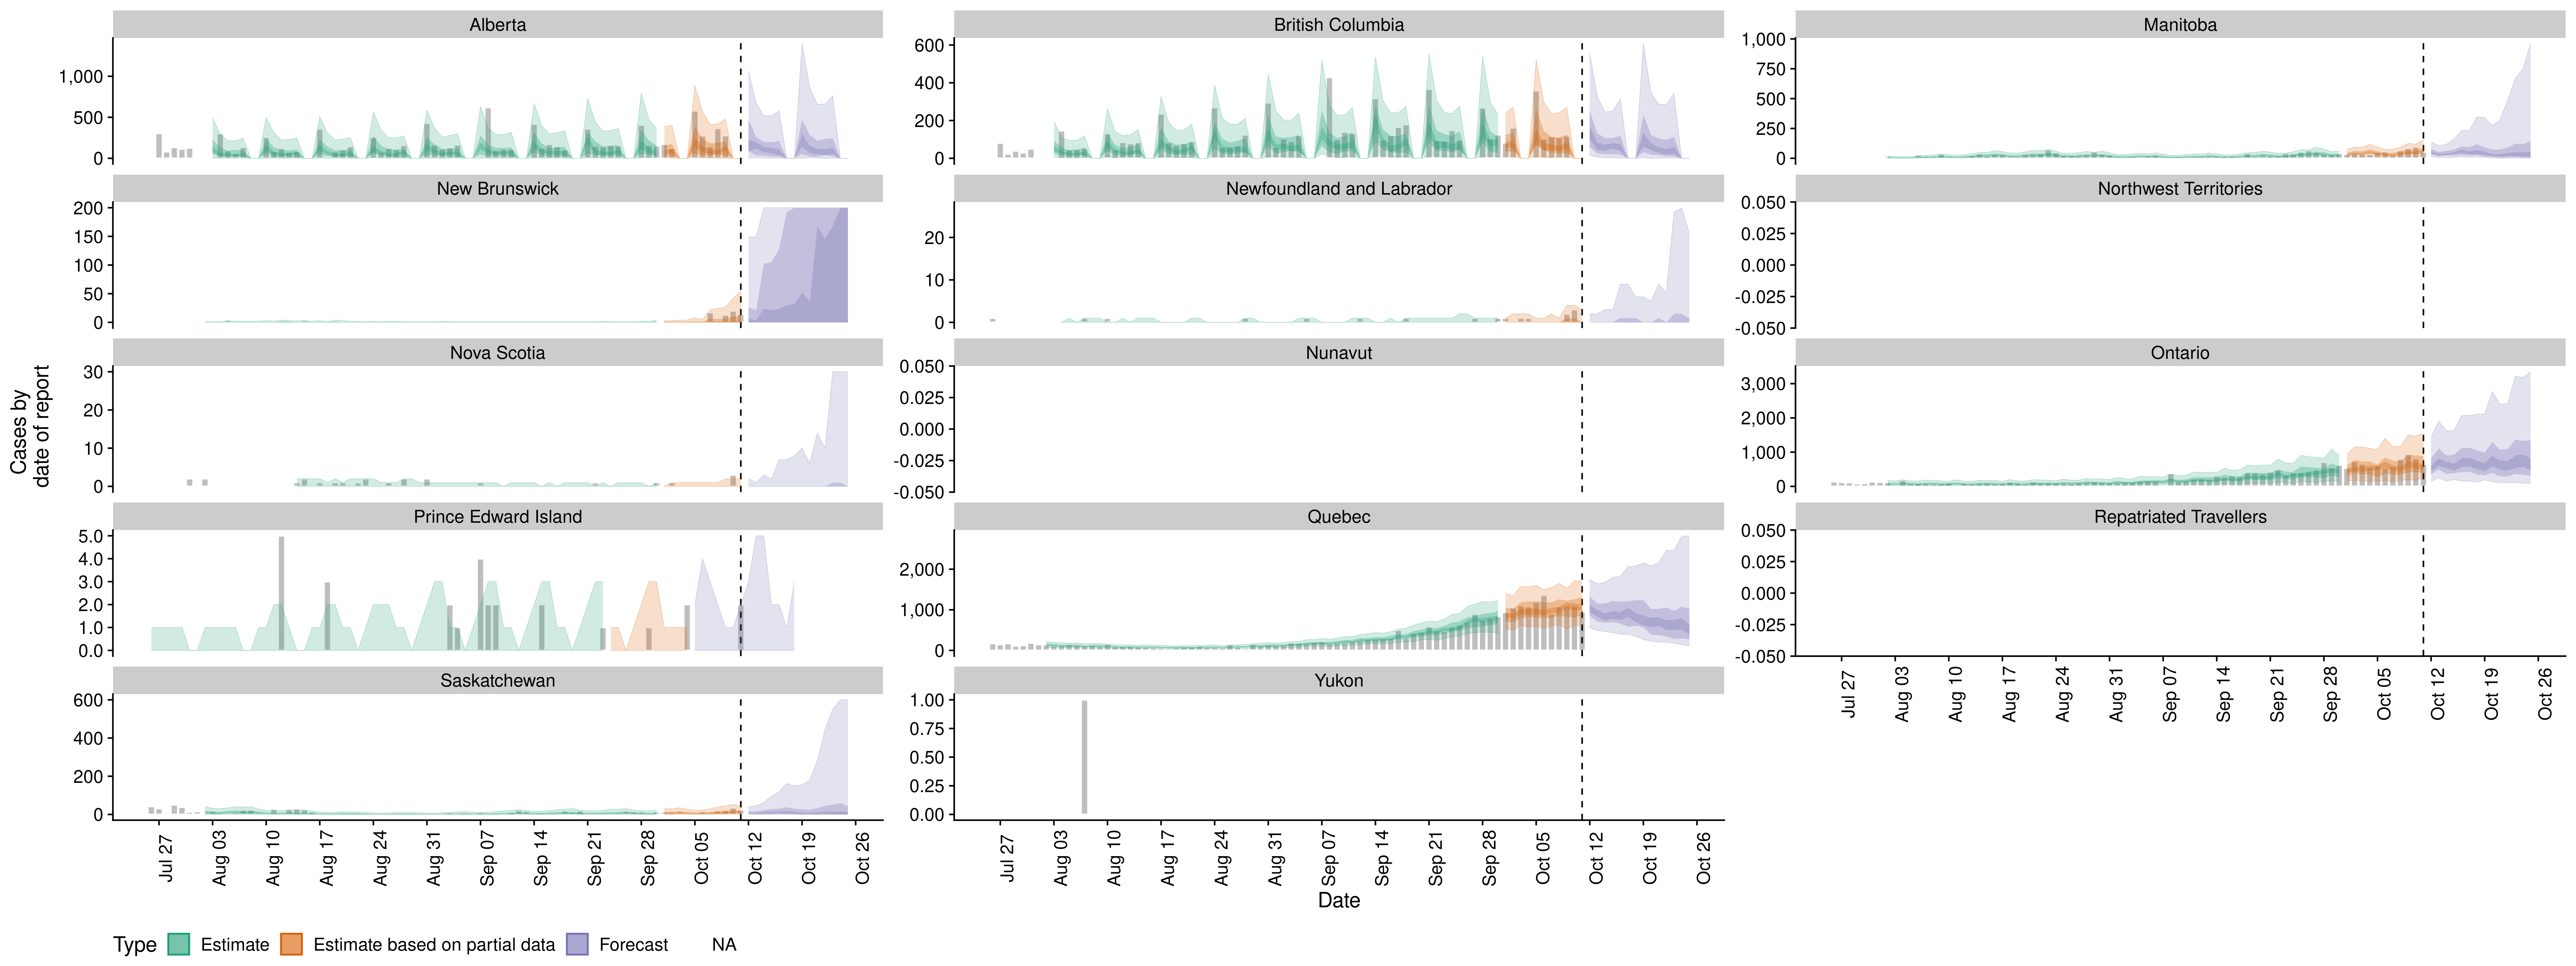 Alberta
British Columbia
Manitoba
1,000
500
0
600
400
200
0
1,000
750
500
250
0
New Brunswick
Newfoundland and Labrador
Northwest Territories
200
150
100
50
0
20
10
0
0.050
0.025
0.000
-0.025
-0.050
Nova Scotia
Nunavut
Ontario
30
20
10
0
0.050
0.025
0.000
-0.025
-0.050
3,000
2,000
1,000
0
Cases by
date of report
Prince Edward Island
Quebec
Repatriated Travellers
5.0
4.0
3.0
2.0
1.0
0.0
2,000
1,000
0
0.050
0.025
0.000
-0.025
-0.050
Jul 27 Aug 03 Aug 10 Aug 17 Aug 24 Aug 31 Sep 07 Sep 14 Sep 21 Sep 28 Oct 05 Oct 12 Oct 19 Oct 26
Saskatchewan
Yukon
600
400
200
0
1.00
0.75
0.50
0.25
0.00
Jul 27 Aug 03 Aug 10 Aug 17 Aug 24 Aug 31 Sep 07 Sep 14 Sep 21 Sep 28 Oct 05 Oct 12 Oct 19 Oct 26
Jul 27 Aug 03 Aug 10 Aug 17 Aug 24 Aug 31 Sep 07 Sep 14 Sep 21 Sep 28 Oct 05 Oct 12 Oct 19 Oct 26
Date
Type Estimate Estimate based on partial data Forecast NA